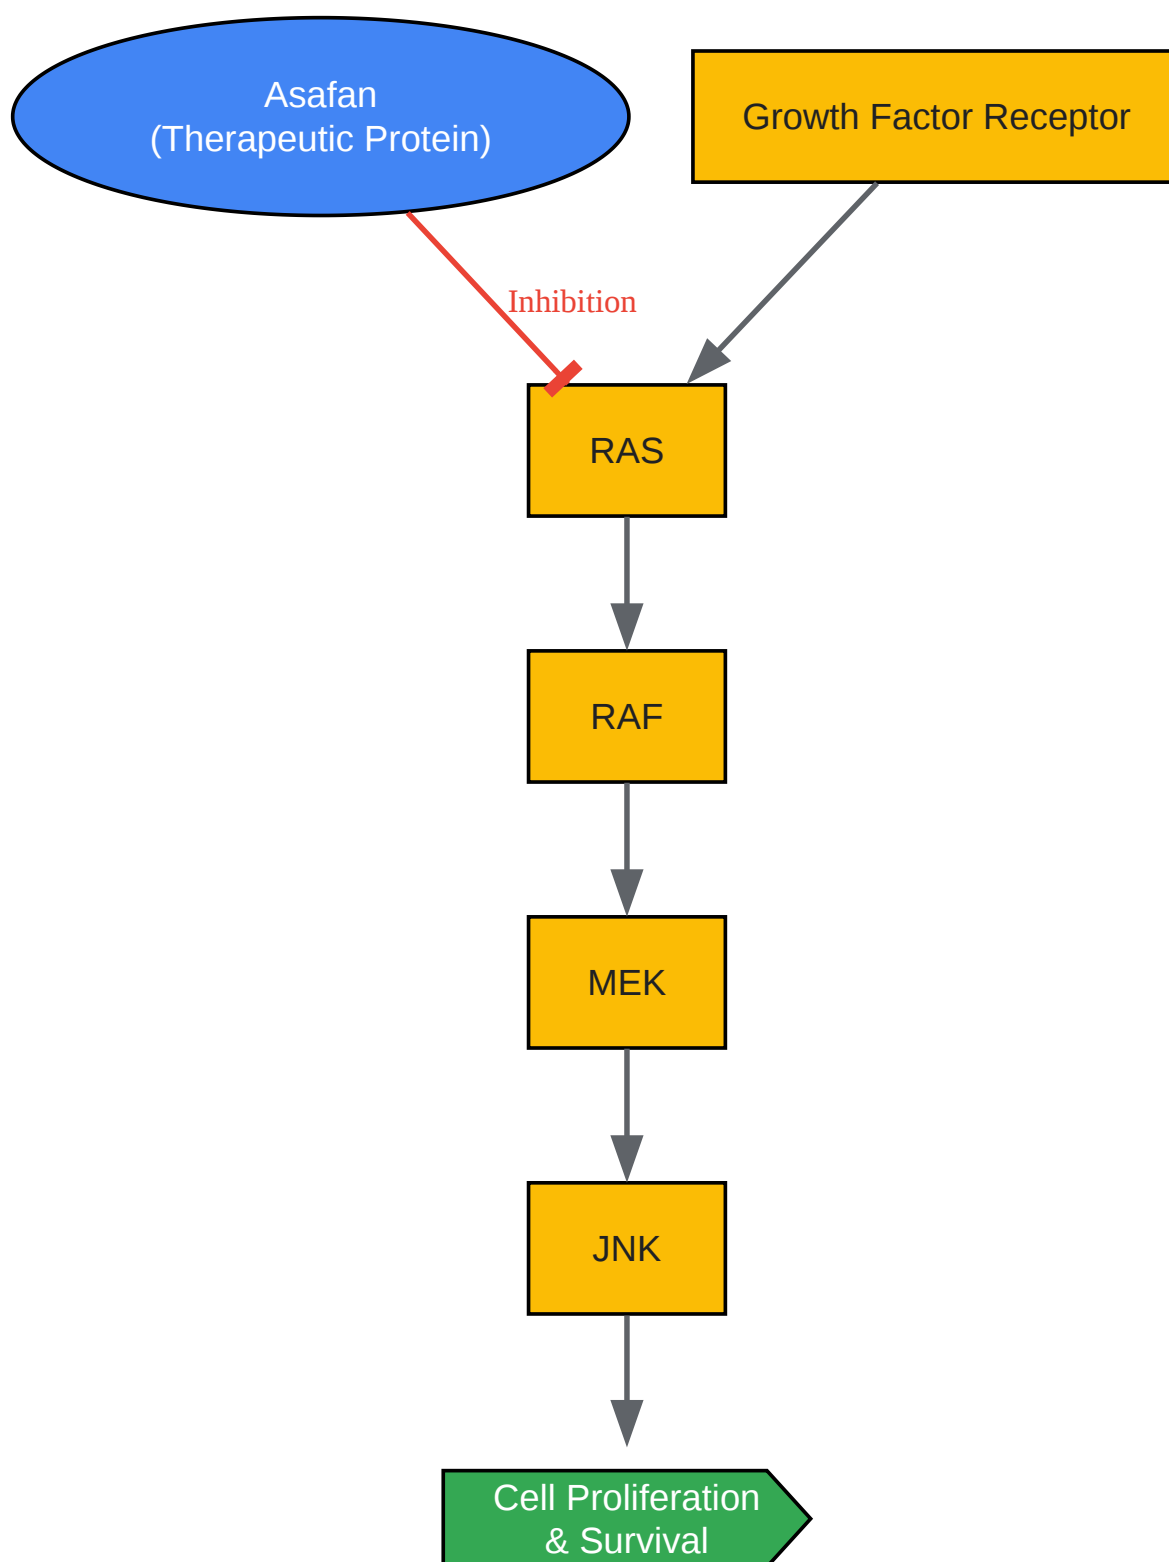 Asafan
(Therapeutic Protein)
Growth Factor Receptor
Inhibition
RAS
RAF
MEK
JNK
Cell Proliferation
& Survival